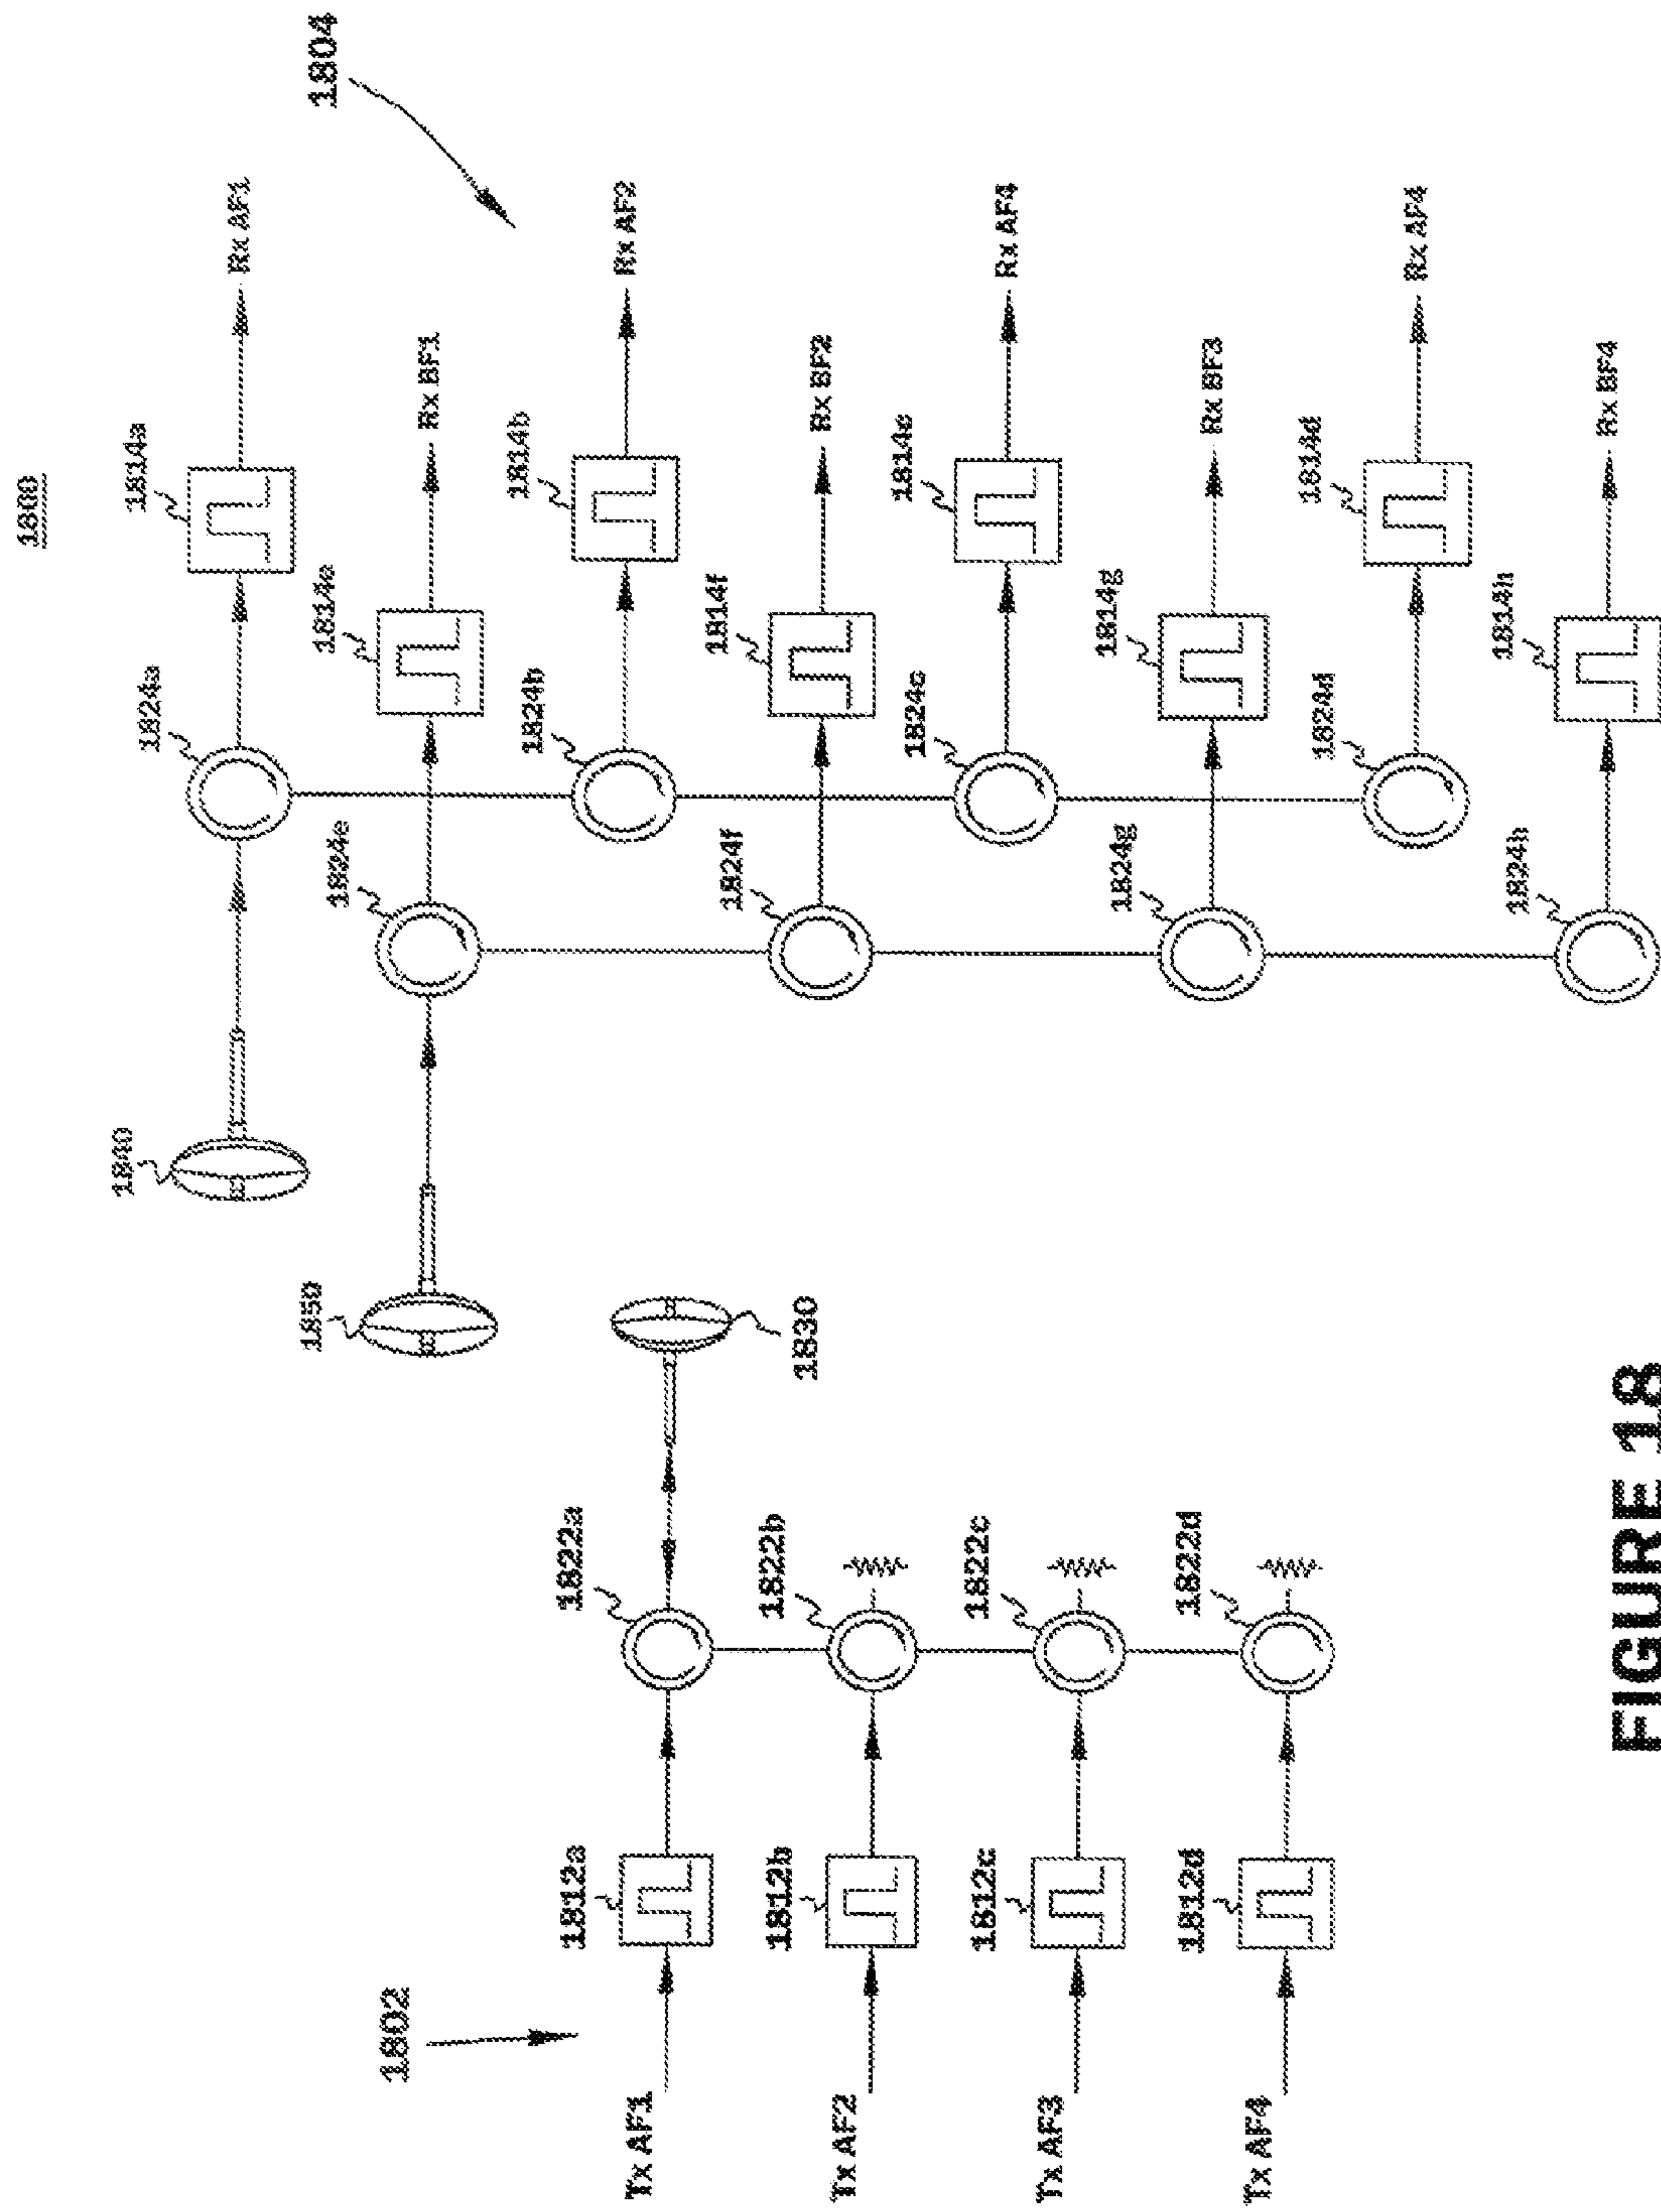 1800
1840
1824a
1814a
Rx AF1
1804
1850
1824e
1814e
1802
Rx BF1
1824b
1814b
1812a
1822a
Rx AF2
Tx AF1
1824f
1814f
1812b
1822b
1830
Rx BF2
Tx AF2
1824c
1814c
1812c
1822c
Rx AF4
Tx AF3
1824g
1814g
1812d
1822d
Rx BF3
Tx AF4
1824d
1814d
Rx AF4
1824h
1814h
Rx BF4
FIGURE 18